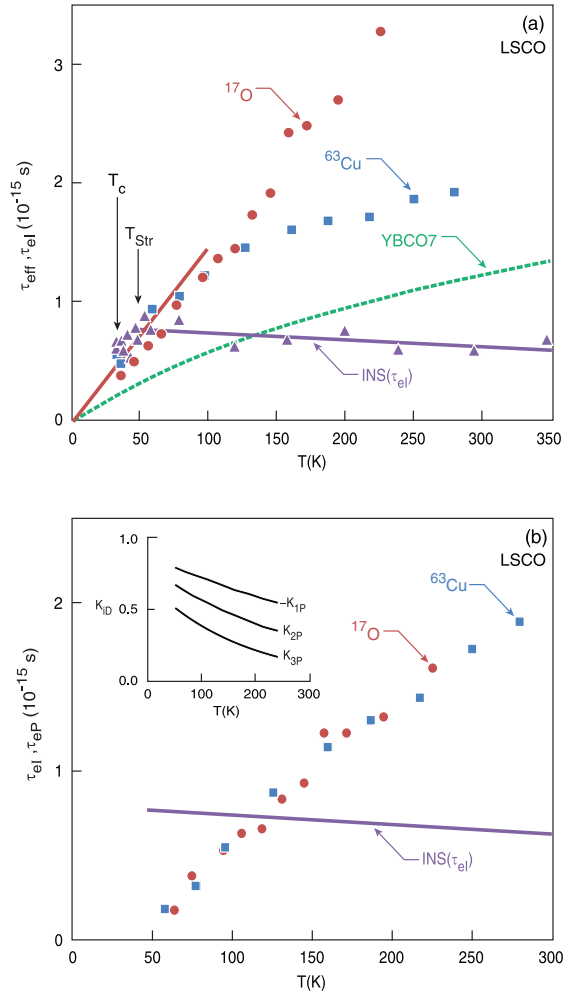 (a)
LSCO
3
2
1
0
τeff ,τel (10⁻¹⁵ s)
¹⁷O
⁶³Cu
Tc
TStr
YBCO7
INS(τel)
0 50 100 150 200 250 300 350
T(K)
(b)
LSCO
2
1
0
τel ,τeP (10⁻¹⁵ s)
1.0
0.5
0.0
KiD
–K1P
K2P
K3P
0 100 200 300
T(K)
⁶³Cu
¹⁷O
INS(τel)
50 100 150 200 250 300
T(K)